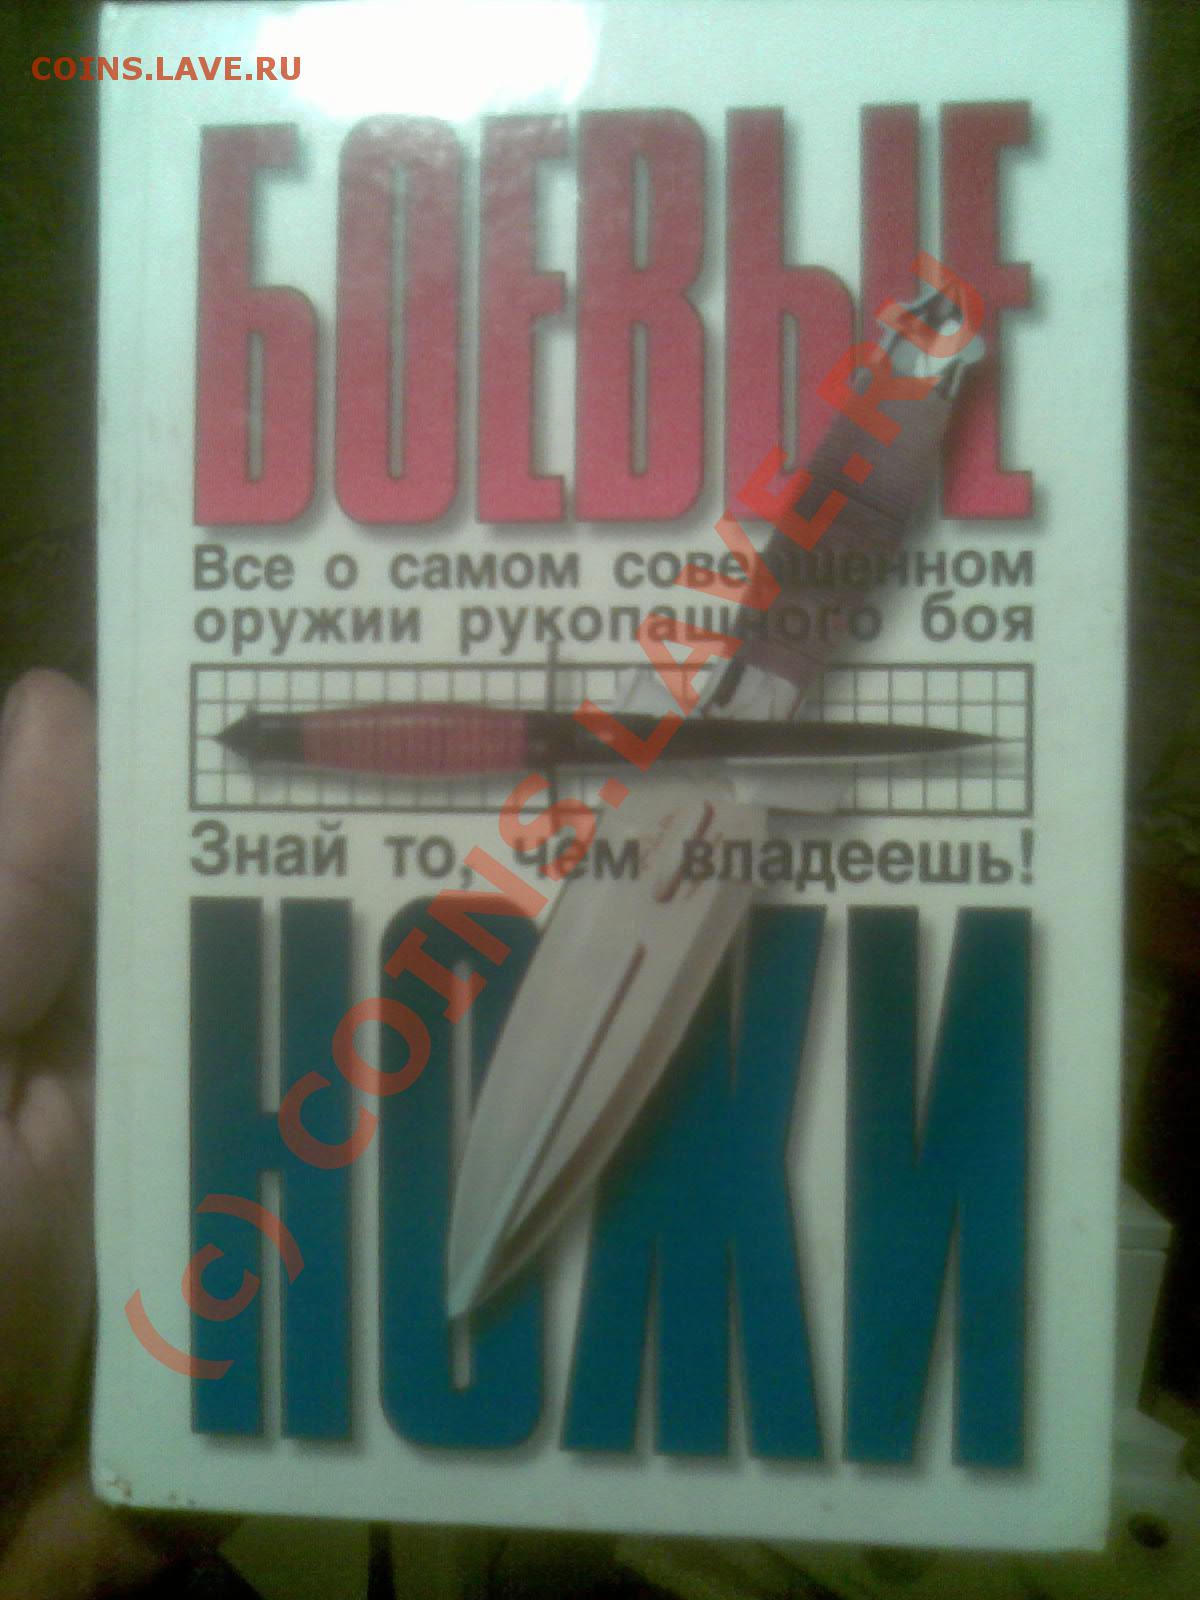 COINS.LAVE.RU
БОЕВЫЕ
Все о самом совершенном
оружии рукопашного боя
Знай то, чем владеешь!
НОЖИ
(c) COINS.LAVE.RU